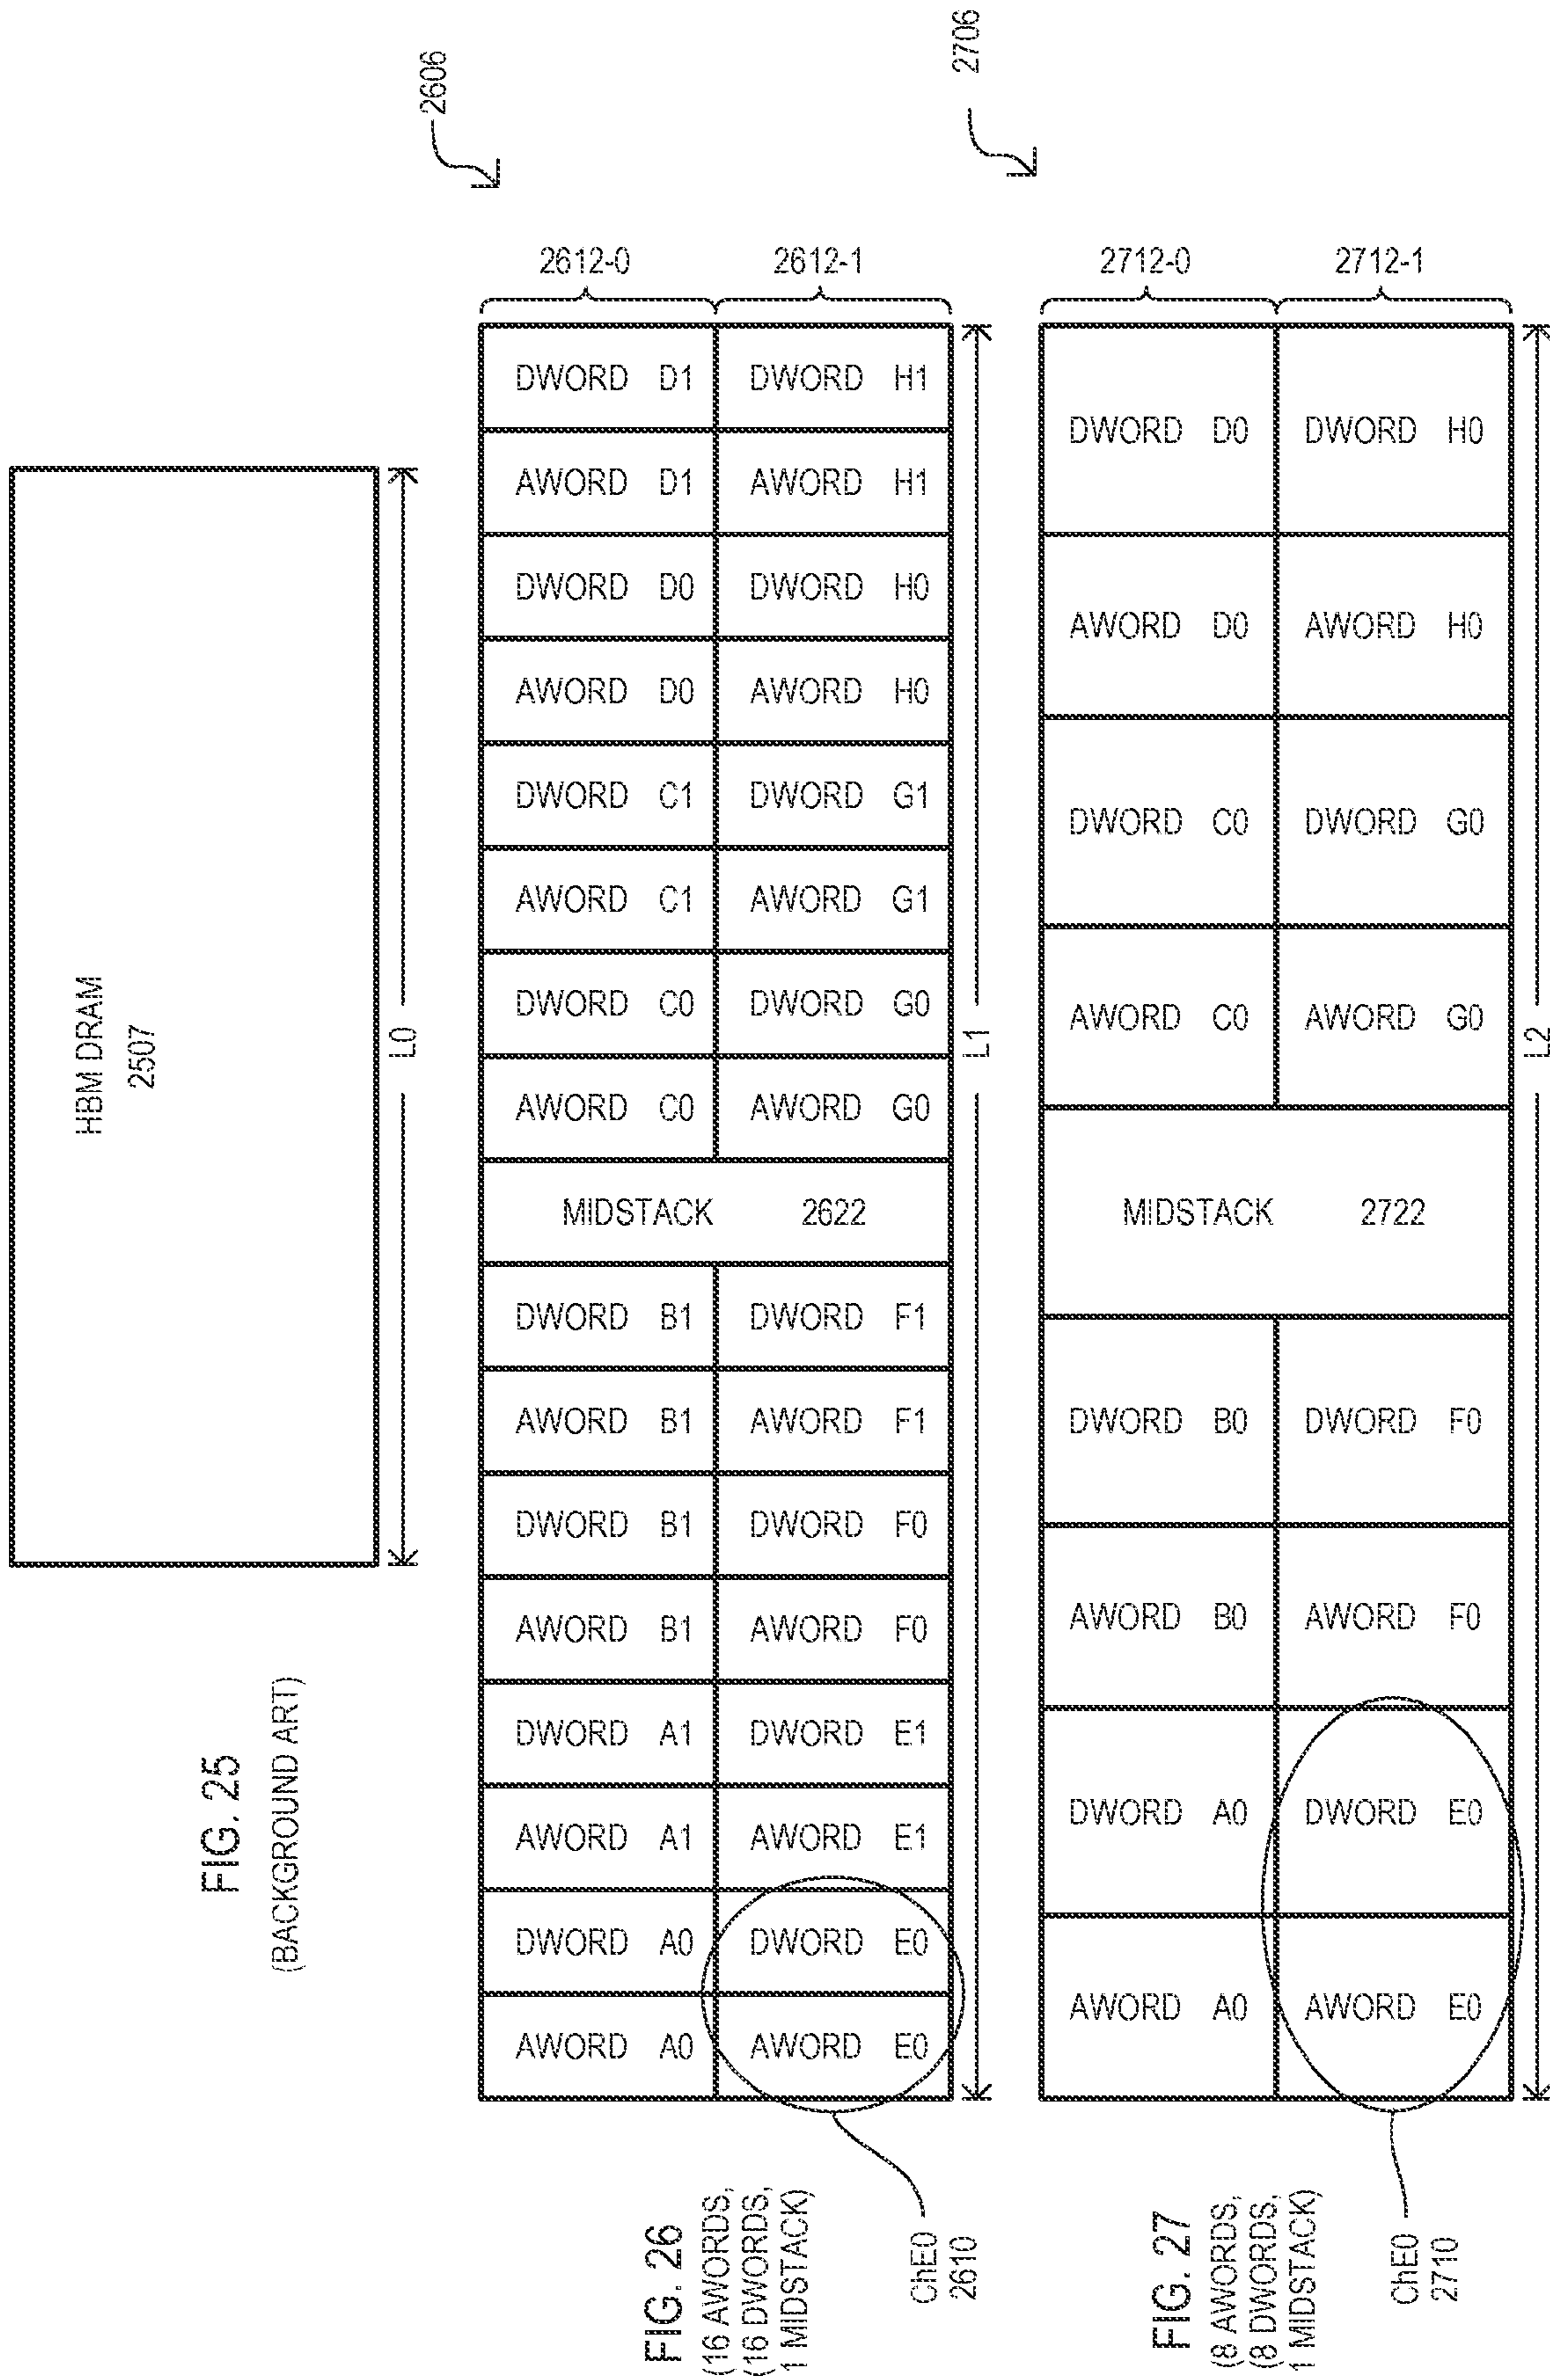 FIG. 25
(BACKGROUND ART)
HBM DRAM
2507
L0
2606
FIG. 26
(16 AWORDS,
(16 DWORDS,
1 MIDSTACK)
2612-0
2612-1
DWORD D1
DWORD H1
AWORD D1
AWORD H1
DWORD D0
DWORD H0
AWORD D0
AWORD H0
DWORD C1
DWORD G1
AWORD C1
AWORD G1
DWORD C0
DWORD G0
AWORD C0
AWORD G0
MIDSTACK 2622
DWORD B1
DWORD F1
AWORD B1
AWORD F1
DWORD B1
DWORD F0
AWORD B1
AWORD F0
DWORD A1
DWORD E1
AWORD A1
AWORD E1
DWORD A0
DWORD E0
AWORD A0
AWORD E0
L1
ChE0
2610
2706
FIG. 27
(8 AWORDS,
(8 DWORDS,
1 MIDSTACK)
2712-0
2712-1
DWORD D0
DWORD H0
AWORD D0
AWORD H0
DWORD C0
DWORD G0
AWORD C0
AWORD G0
MIDSTACK 2722
DWORD B0
DWORD F0
AWORD B0
AWORD F0
DWORD A0
DWORD E0
AWORD A0
AWORD E0
L2
ChE0
2710